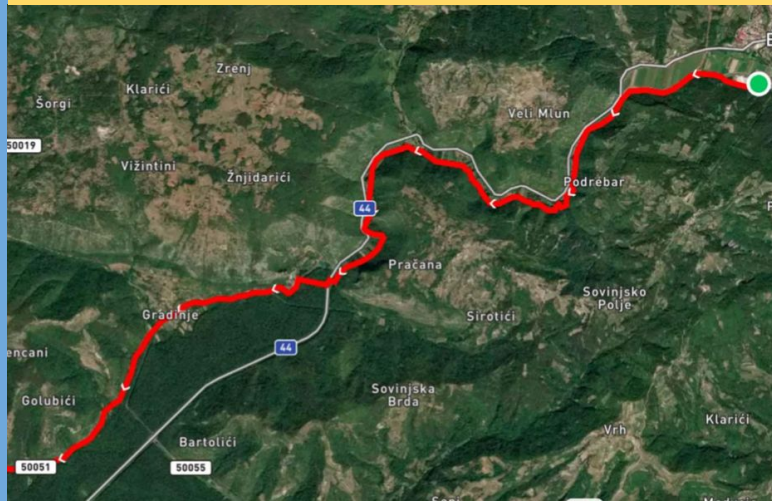 Zrenj
Klarići
Šorgi
Veli Mlun
50019
Vižintini
Žnjidarići
Podrebar
44
Pračana
Sovinjsko
Polje
Gradinje
Sirotići
44
Sovinjska
Brda
Golubići
Klarići
Vrh
Bartolići
50051
50055